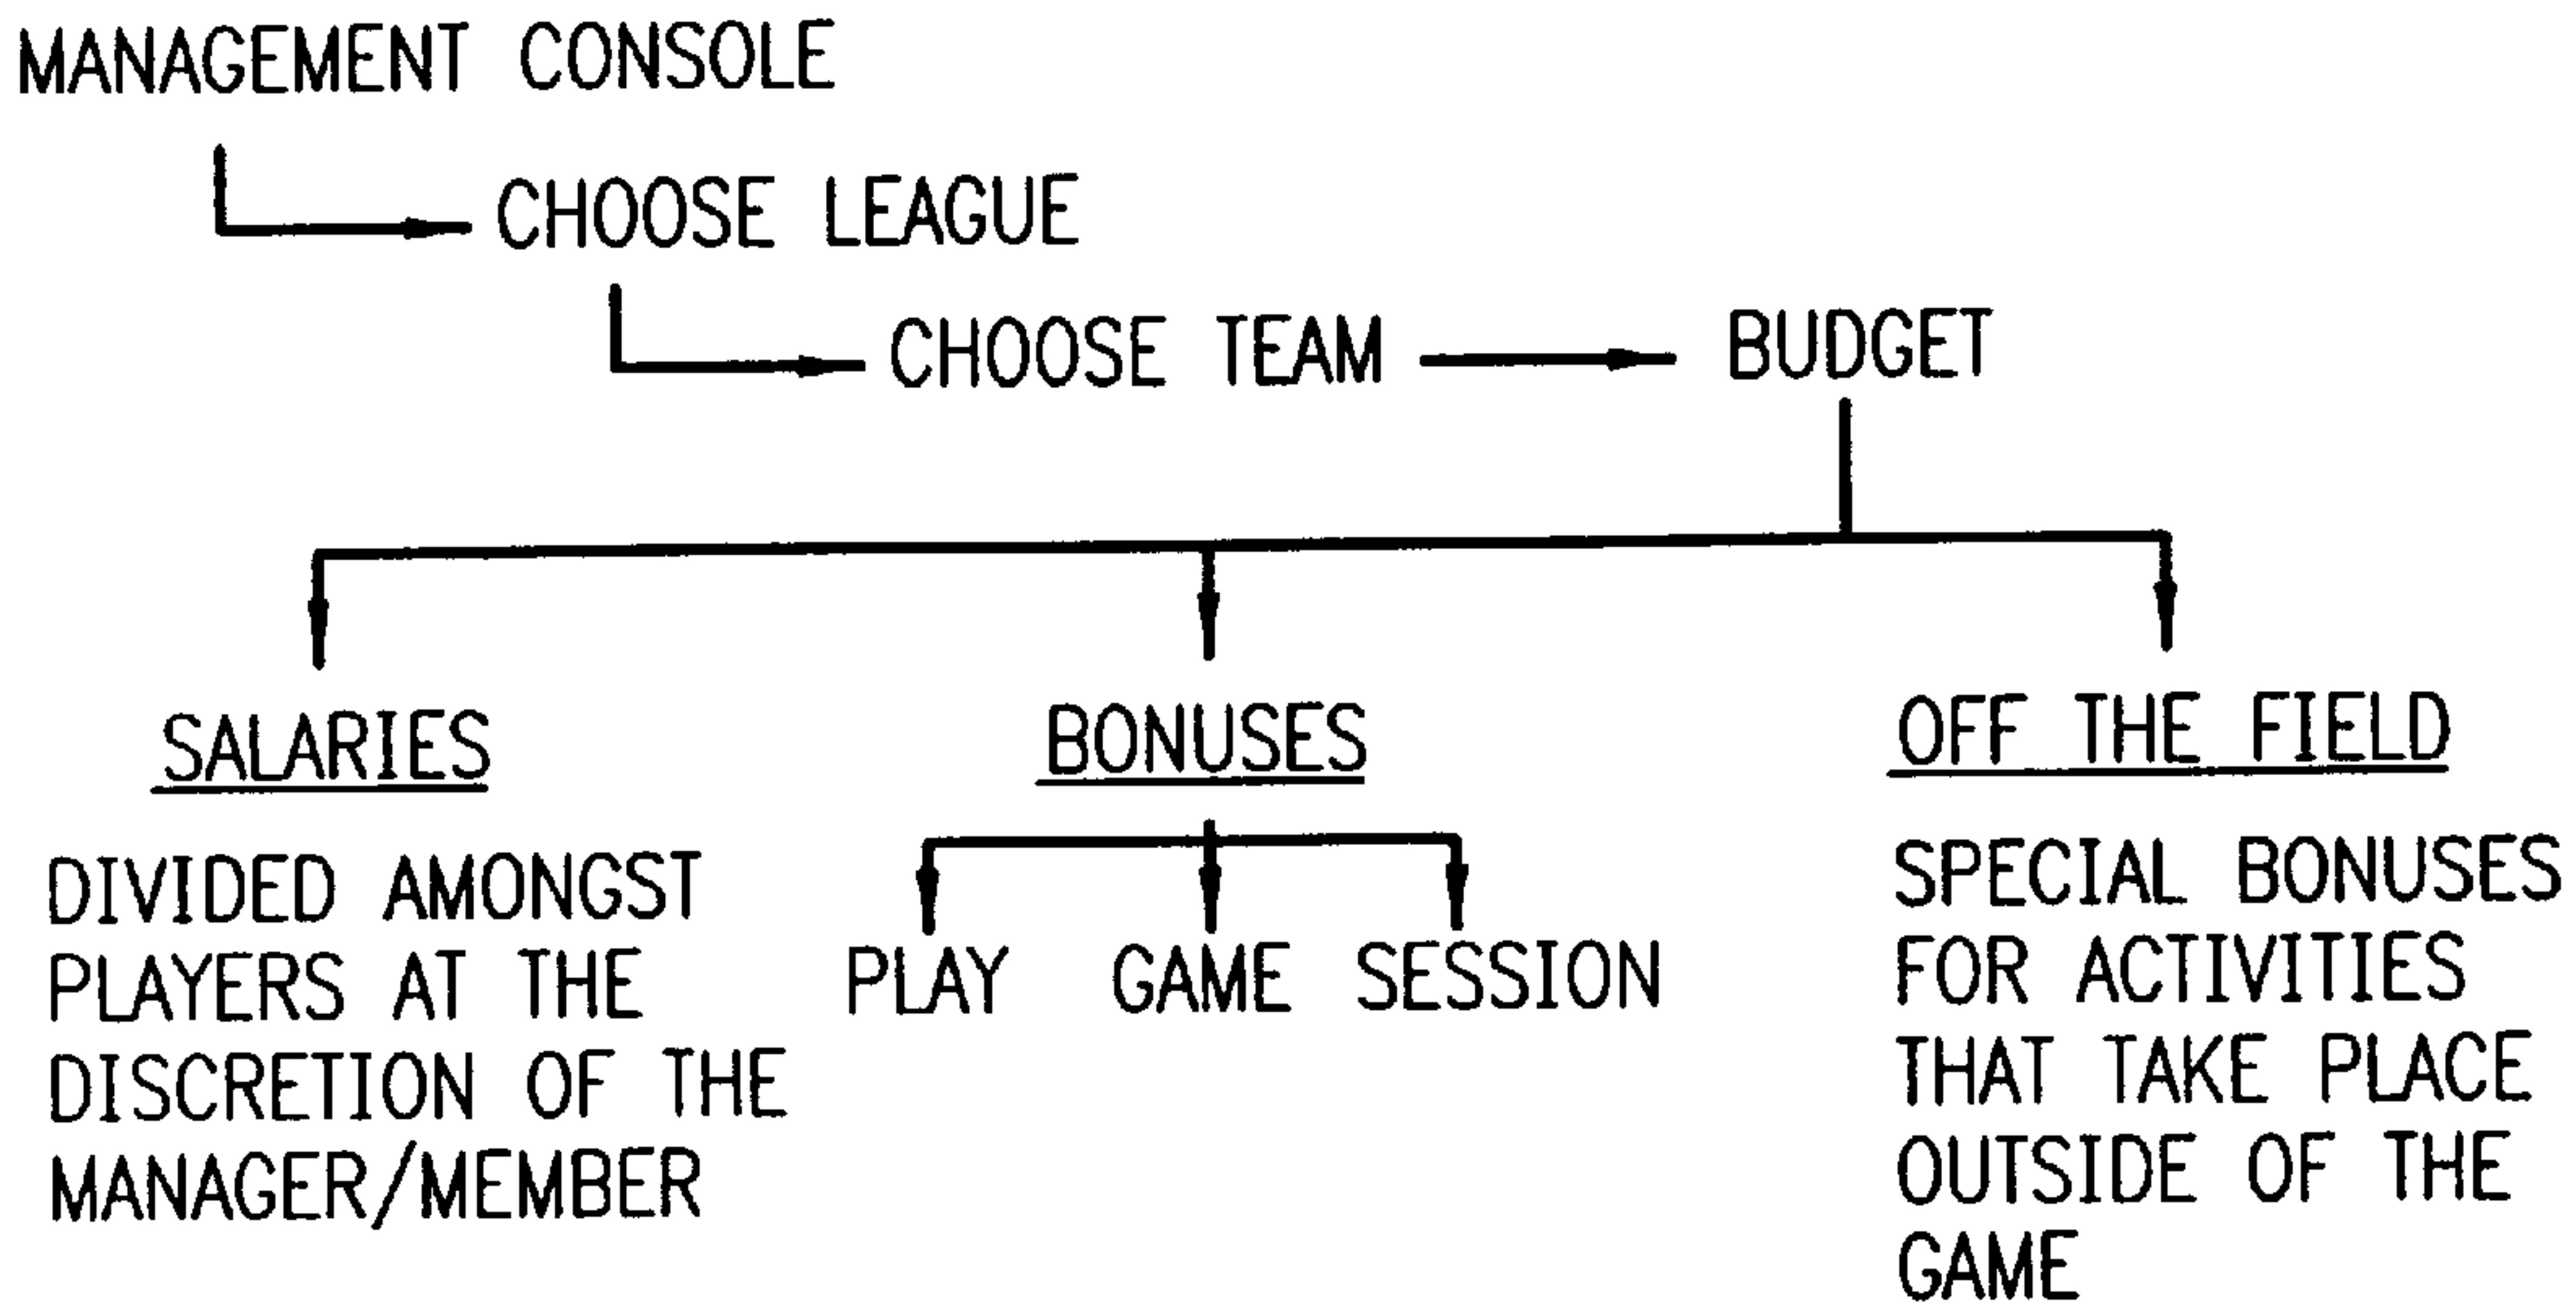 MANAGEMENT CONSOLE
CHOOSE LEAGUE
CHOOSE TEAM
BUDGET
SALARIES
DIVIDED AMONGST
PLAYERS AT THE
DISCRETION OF THE
MANAGER/MEMBER
BONUSES
PLAY GAME SESSION
OFF THE FIELD
SPECIAL BONUSES
FOR ACTIVITIES
THAT TAKE PLACE
OUTSIDE OF THE
GAME